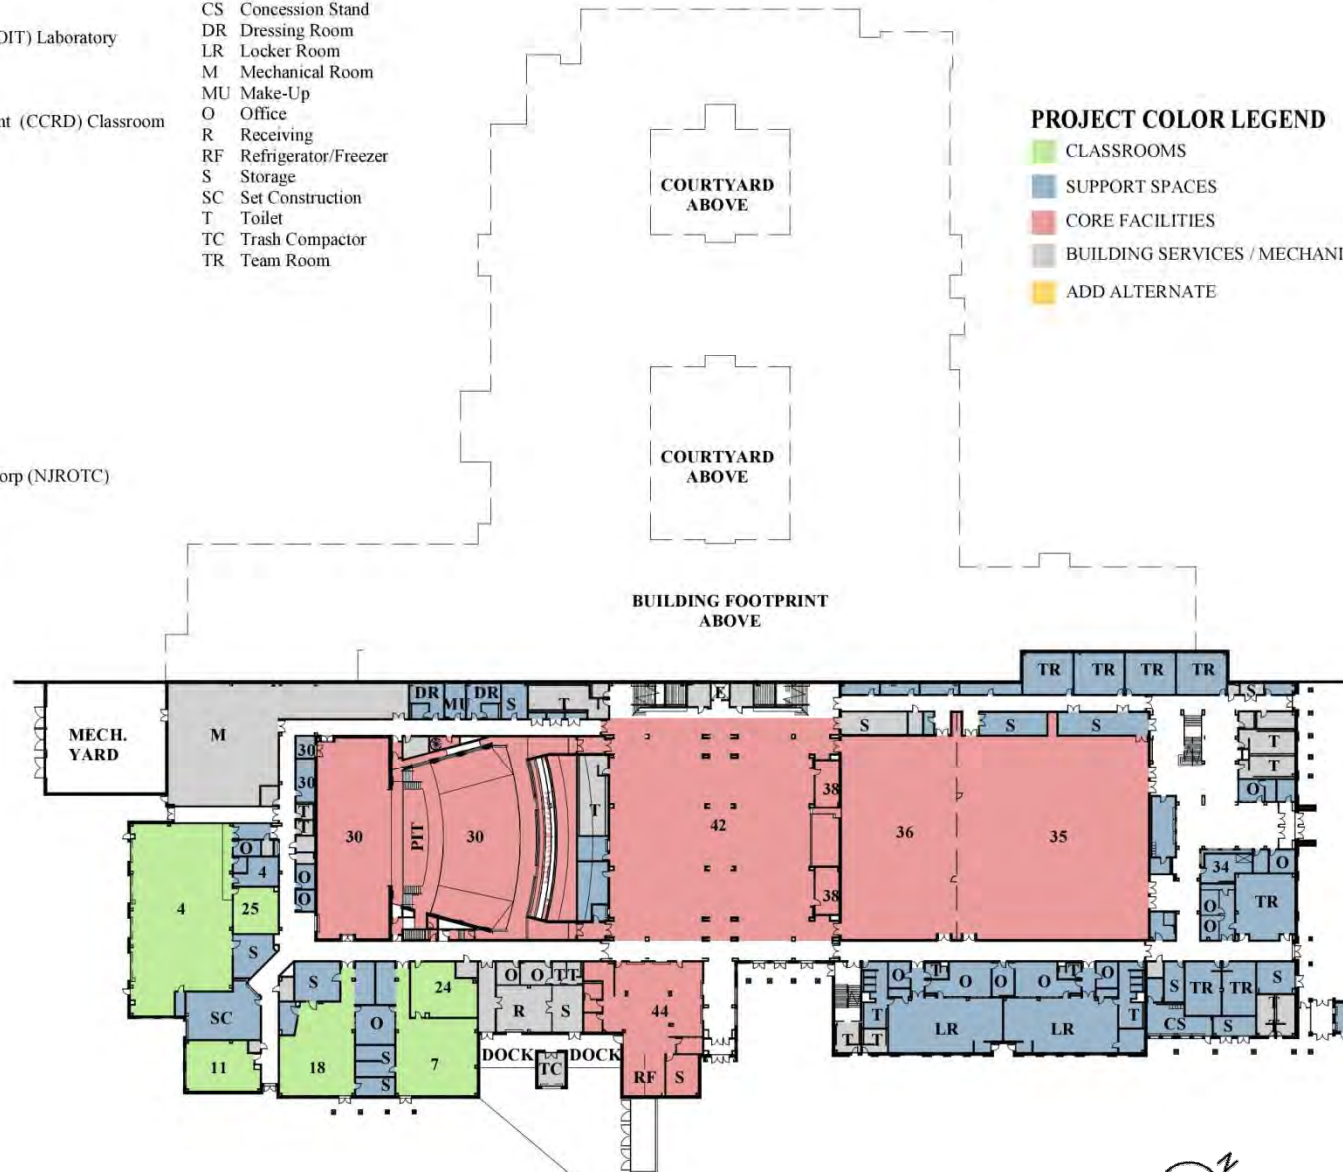 CS Concession Stand
OIT) Laboratory
DR Dressing Room
LR Locker Room
M Mechanical Room
MU Make-Up
nt (CCRD) Classroom
O Office
R Receiving
RF Refrigerator/Freezer
S Storage
SC Set Construction
T Toilet
TC Trash Compactor
TR Team Room
orp (NJROTC)
PROJECT COLOR LEGEND
CLASSROOMS
SUPPORT SPACES
CORE FACILITIES
BUILDING SERVICES / MECHANI
ADD ALTERNATE
COURTYARD
ABOVE
COURTYARD
ABOVE
BUILDING FOOTPRINT
ABOVE
TR TR TR TR
DR MU DR S T T E S
MECH.
YARD
M
S S S T
30 T
30 38 O
T
T
30 PIT 30 T 42 36 35
O 4 O
4 25 O 38 34 O
O O TR
S O
S 24 O O T T O T O O O T O S
SC O R S 44 T LR LR T S TR TR S
T T CS S T
DOCK DOCK
11 18 S 7 TC RF S
S
N